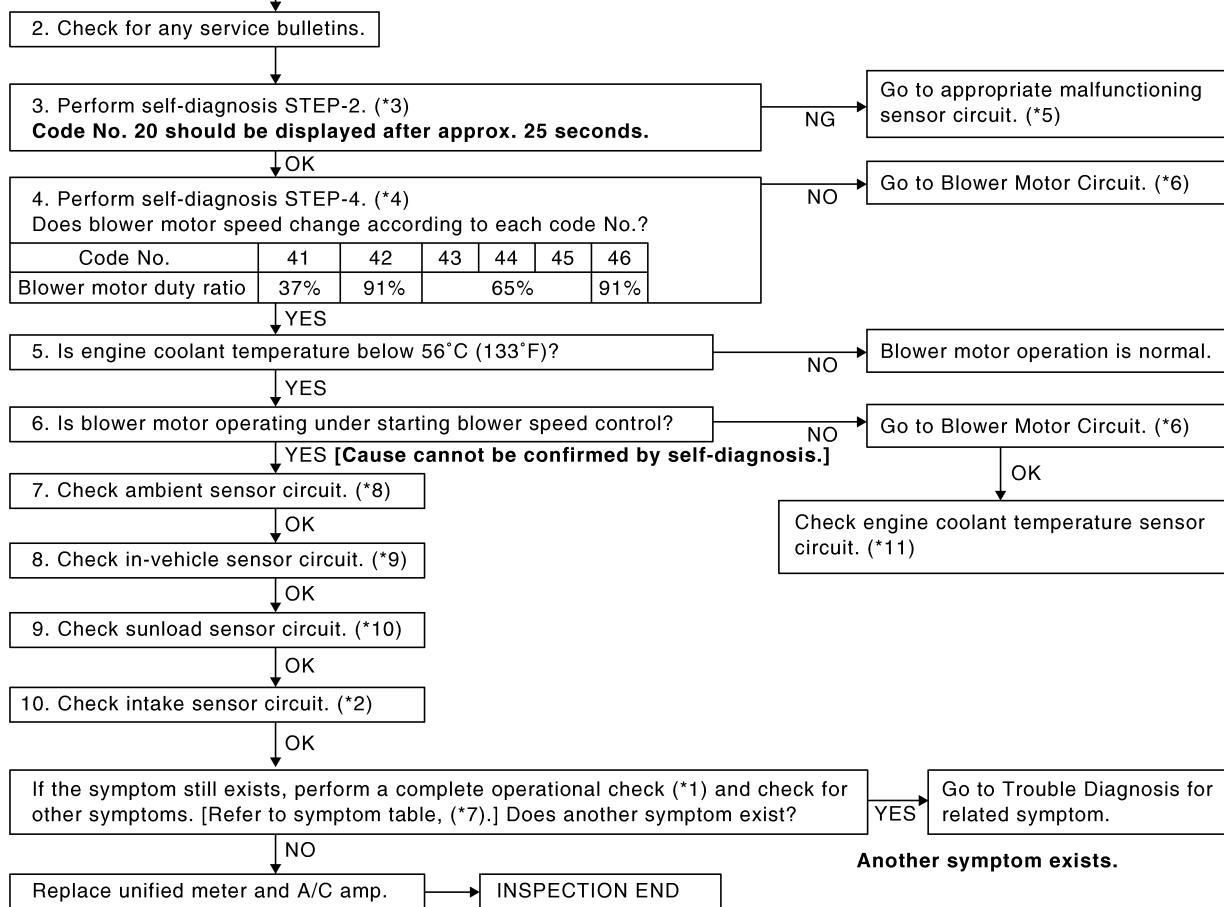 2. Check for any service bulletins.
3. Perform self-diagnosis STEP-2. (*3)
Code No. 20 should be displayed after approx. 25 seconds.
NG
Go to appropriate malfunctioning
sensor circuit. (*5)
OK
4. Perform self-diagnosis STEP-4. (*4)
Does blower motor speed change according to each code No.?
NO
Go to Blower Motor Circuit. (*6)
Code No. 41 42 43 44 45 46
Blower motor duty ratio 37% 91% 65% 91%
YES
5. Is engine coolant temperature below 56˚C (133˚F)?
NO
Blower motor operation is normal.
YES
6. Is blower motor operating under starting blower speed control?
NO
Go to Blower Motor Circuit. (*6)
YES [Cause cannot be confirmed by self-diagnosis.]
OK
Check engine coolant temperature sensor
circuit. (*11)
7. Check ambient sensor circuit. (*8)
OK
8. Check in-vehicle sensor circuit. (*9)
OK
9. Check sunload sensor circuit. (*10)
OK
10. Check intake sensor circuit. (*2)
OK
If the symptom still exists, perform a complete operational check (*1) and check for
other symptoms. [Refer to symptom table, (*7).] Does another symptom exist?
YES
Go to Trouble Diagnosis for
related symptom.
Another symptom exists.
NO
Replace unified meter and A/C amp.
INSPECTION END